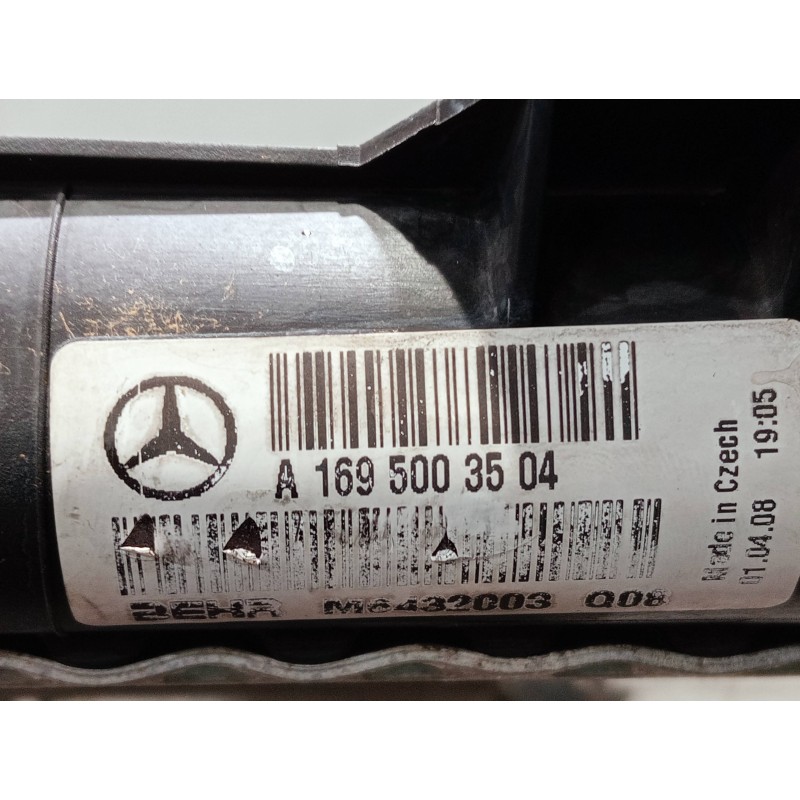 A 169 500 35 04
BEHR M6432003 Q08
Made in Czech
01.04.08 19:05